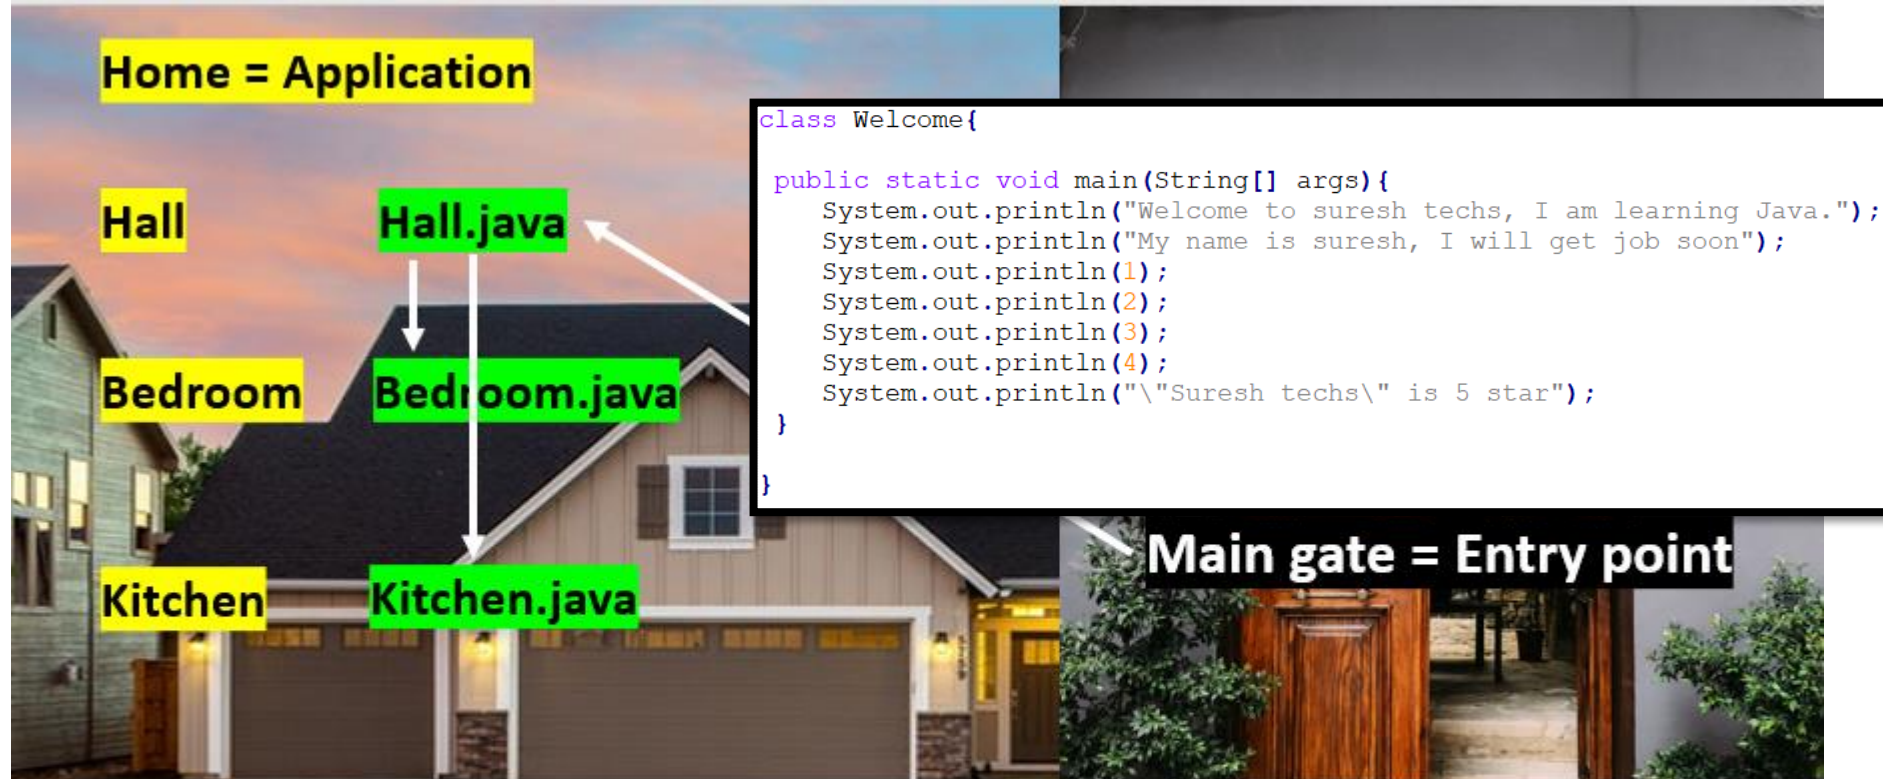 Home = Application
class Welcome{
public static void main(String[] args){
System.out.println("Welcome to suresh techs, I am learning Java.");
System.out.println("My name is suresh, I will get job soon");
System.out.println(1);
System.out.println(2);
System.out.println(3);
System.out.println(4);
System.out.println("\"Suresh techs\" is 5 star");
}
}
Hall Hall.java
Bedroom Bedroom.java
Kitchen Kitchen.java
Main gate = Entry point